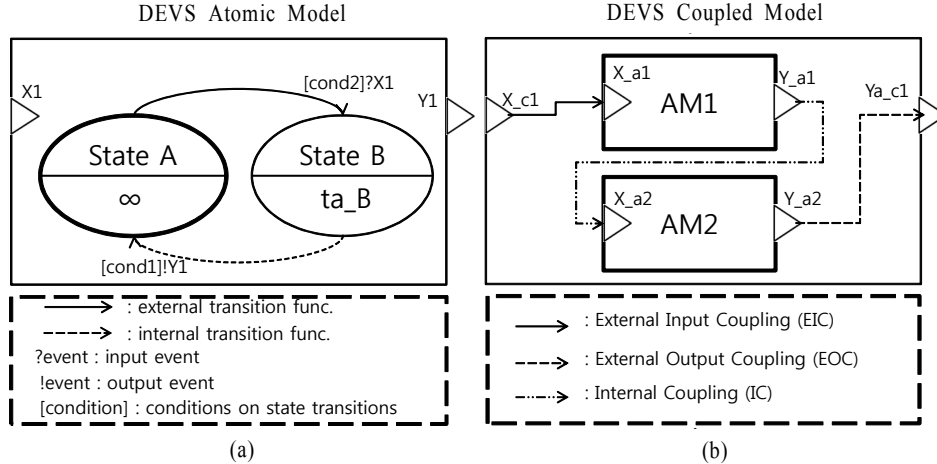 DEVS Atomic Model
X1
[cond2]?X1
Y1
State A
∞
State B
ta_B
[cond1]!Y1
: external transition func.
: internal transition func.
?event : input event
!event : output event
[condition] : conditions on state transitions
(a)
DEVS Coupled Model
X_c1
X_a1
AM1
Y_a1
Ya_c1
X_a2
AM2
Y_a2
: External Input Coupling (EIC)
: External Output Coupling (EOC)
: Internal Coupling (IC)
(b)